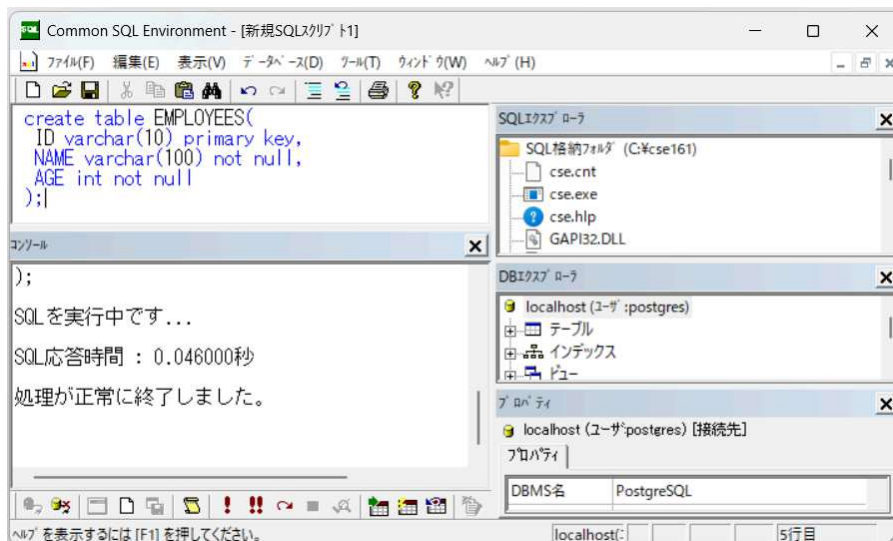 Common SQL Environment - [新規SQLスクリプト1]
ファイル(F) 編集(E) 表示(V) データベース(D) ツール(T) ウィンドウ(W) ヘルプ(H)
create table EMPLOYEES(
ID varchar(10) primary key,
NAME varchar(100) not null,
AGE int not null
);
コンソール
);
SQLを実行中です...
SQL応答時間 : 0.046000秒
処理が正常に終了しました。
SQLエクスプローラ
SQL格納フォルダ (C:¥cse161)
cse.cnt
cse.exe
cse.hlp
GAPI32.DLL
DBエクスプローラ
localhost (ユーザ:postgres)
テーブル
インデックス
ビュー
プロパティ
localhost (ユーザ:postgres) [接続先]
プロパティ
DBMS名 PostgreSQL
ヘルプを表示するには [F1] を押してください。
localhost(:
5行目